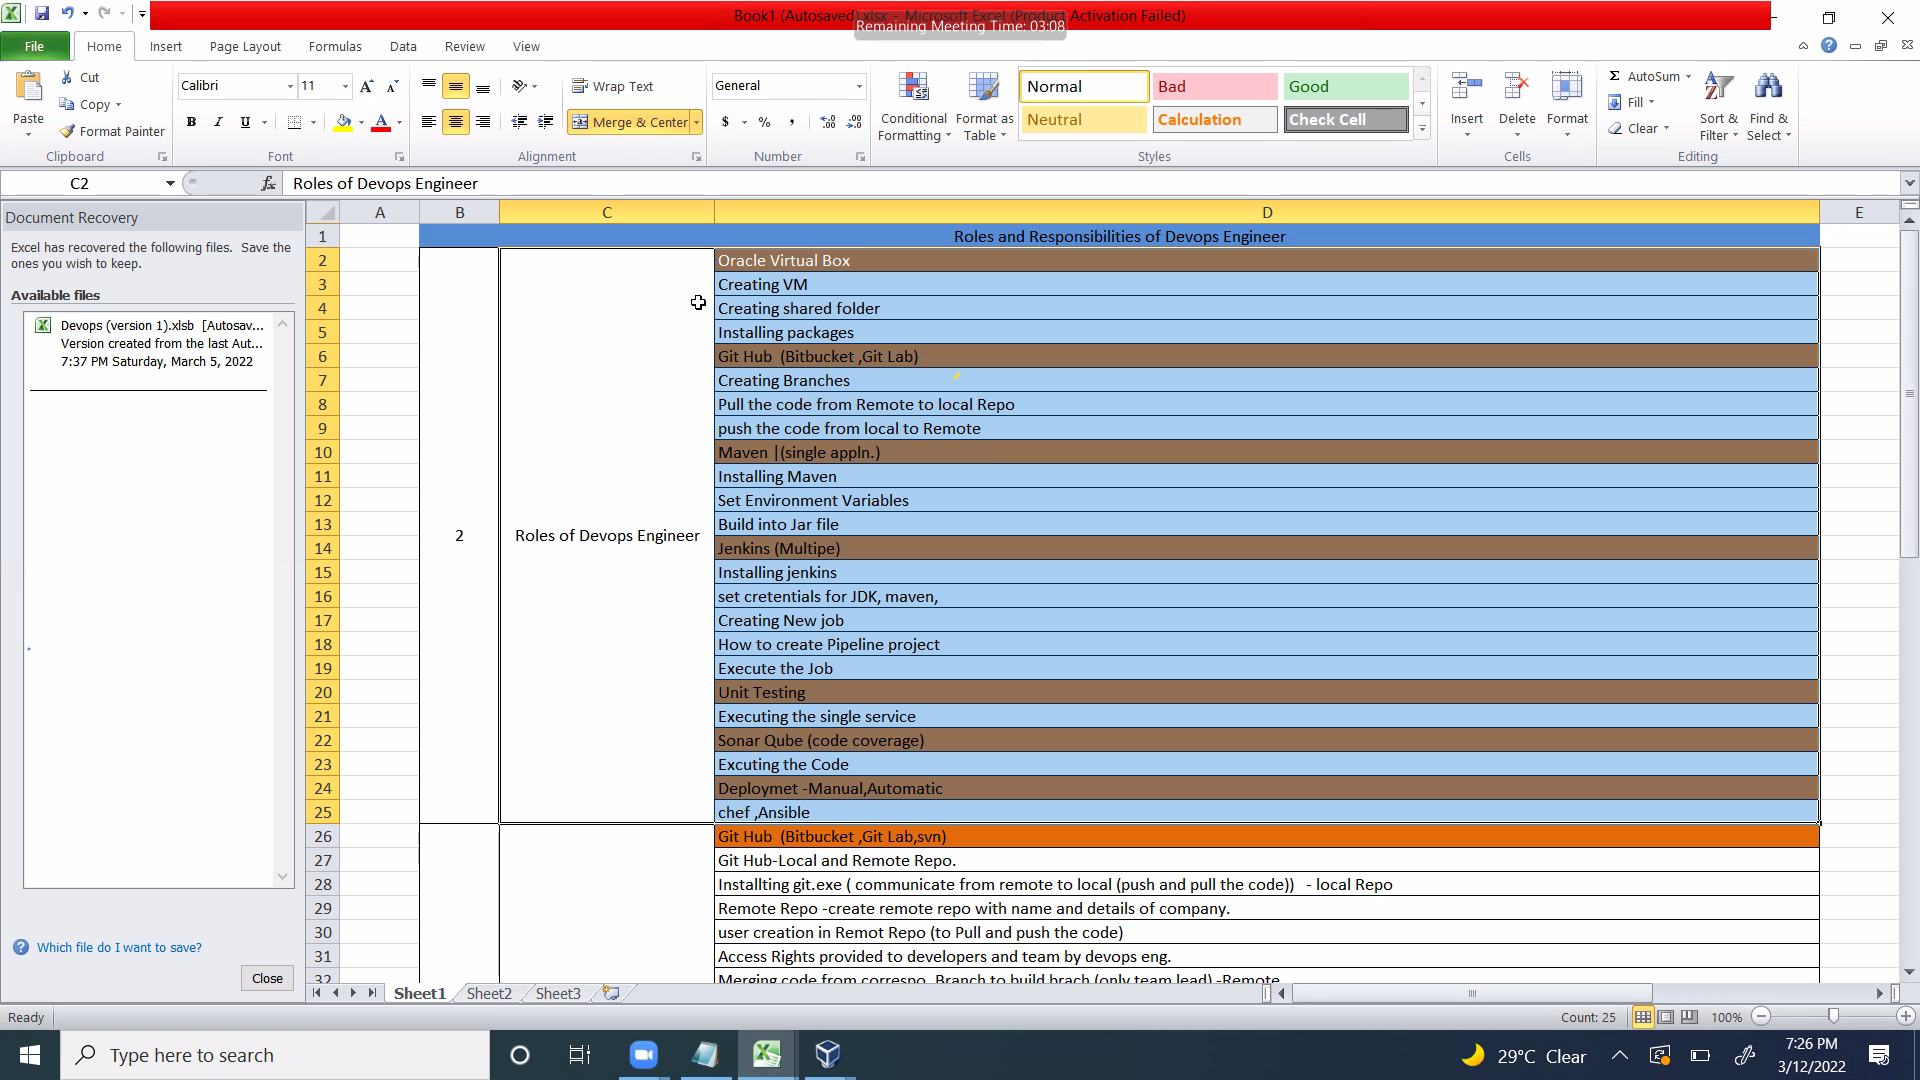 Book1 (Autosaved).xlsx - Microsoft Excel (Product Activation Failed)
Remaining Meeting Time: 03:08
File Home Insert Page Layout Formulas Data Review View
Paste
Cut
Copy
Format Painter
Clipboard
Calibri 11
B I U
Font
Wrap Text
Merge & Center
Alignment
General
$ % ,
Number
Conditional Formatting
Format as Table
Normal Bad Good
Neutral Calculation Check Cell
Styles
Insert Delete Format
Cells
AutoSum
Fill
Clear
Sort & Filter
Find & Select
Editing
C2 fx Roles of Devops Engineer
Document Recovery
Excel has recovered the following files. Save the
ones you wish to keep.
Available files
Devops (version 1).xlsb [Autosav...
Version created from the last Aut...
7:37 PM Saturday, March 5, 2022
Which file do I want to save?
Close
A B C D E
1 Roles and Responsibilities of Devops Engineer
2 Oracle Virtual Box
3 Creating VM
4 Creating shared folder
5 Installing packages
6 Git Hub (Bitbucket ,Git Lab)
7 Creating Branches
8 Pull the code from Remote to local Repo
9 push the code from local to Remote
10 Maven |(single appln.)
11 Installing Maven
12 Set Environment Variables
13 Build into Jar file
2 Roles of Devops Engineer
14 Jenkins (Multipe)
15 Installing jenkins
16 set cretentials for JDK, maven,
17 Creating New job
18 How to create Pipeline project
19 Execute the Job
20 Unit Testing
21 Executing the single service
22 Sonar Qube (code coverage)
23 Excuting the Code
24 Deploymet -Manual,Automatic
25 chef ,Ansible
26 Git Hub (Bitbucket ,Git Lab,svn)
27 Git Hub-Local and Remote Repo.
28 Installting git.exe ( communicate from remote to local (push and pull the code)) - local Repo
29 Remote Repo -create remote repo with name and details of company.
30 user creation in Remot Repo (to Pull and push the code)
31 Access Rights provided to developers and team by devops eng.
32 Merging code from correspo. Branch to build brach (only team lead) -Remote
Sheet1 Sheet2 Sheet3
Ready Count: 25 100%
Type here to search
29°C Clear
7:26 PM
3/12/2022